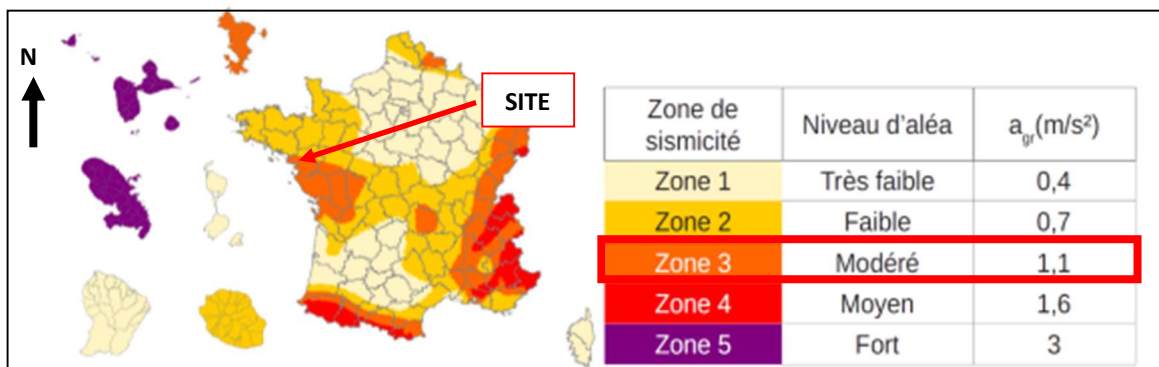 N
SITE
Zone de sismicité Niveau d'aléa agr(m/s²)
Zone 1 Très faible 0,4
Zone 2 Faible 0,7
Zone 3 Modéré 1,1
Zone 4 Moyen 1,6
Zone 5 Fort 3